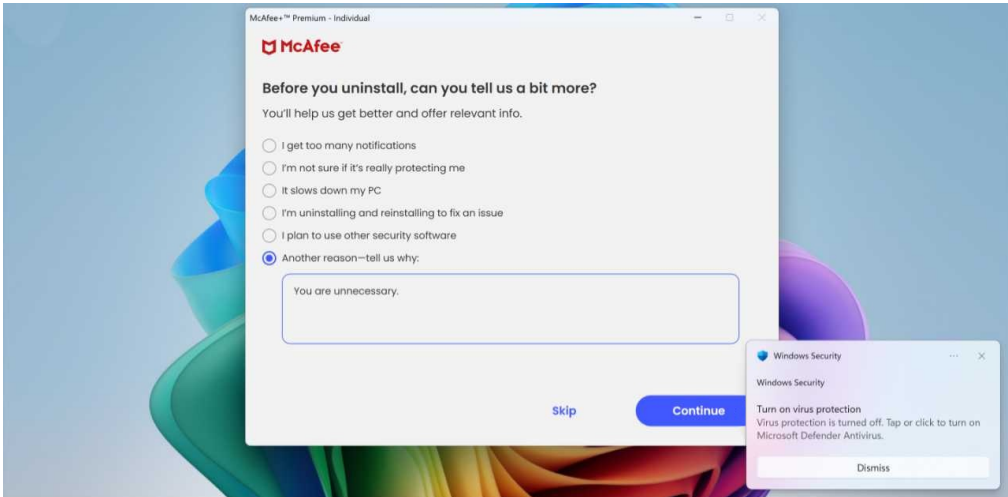 McAfee+™ Premium - Individual
McAfee
Before you uninstall, can you tell us a bit more?
You'll help us get better and offer relevant info.
I get too many notifications
I'm not sure if it's really protecting me
It slows down my PC
I'm uninstalling and reinstalling to fix an issue
I plan to use other security software
Another reason—tell us why:
You are unnecessary.
Skip
Continue
Windows Security
Windows Security
Turn on virus protection
Virus protection is turned off. Tap or click to turn on
Microsoft Defender Antivirus.
Dismiss